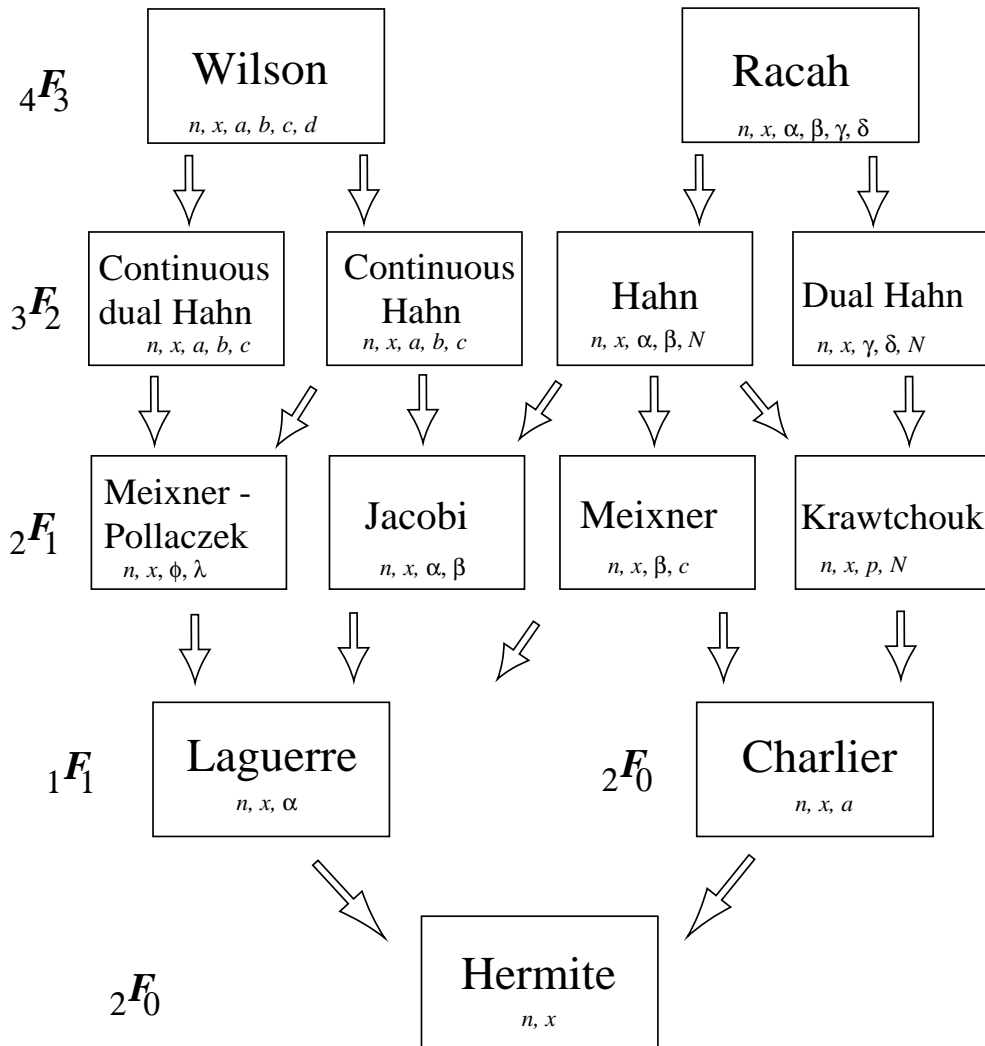 4F3
Wilson
n, x, a, b, c, d
Racah
n, x, α, β, γ, δ
3F2
Continuous
dual Hahn
n, x, a, b, c
Continuous
Hahn
n, x, a, b, c
Hahn
n, x, α, β, N
Dual Hahn
n, x, γ, δ, N
2F1
Meixner -
Pollaczek
n, x, ϕ, λ
Jacobi
n, x, α, β
Meixner
n, x, β, c
Krawtchouk
n, x, p, N
1F1
Laguerre
n, x, α
2F0
Charlier
n, x, a
2F0
Hermite
n, x